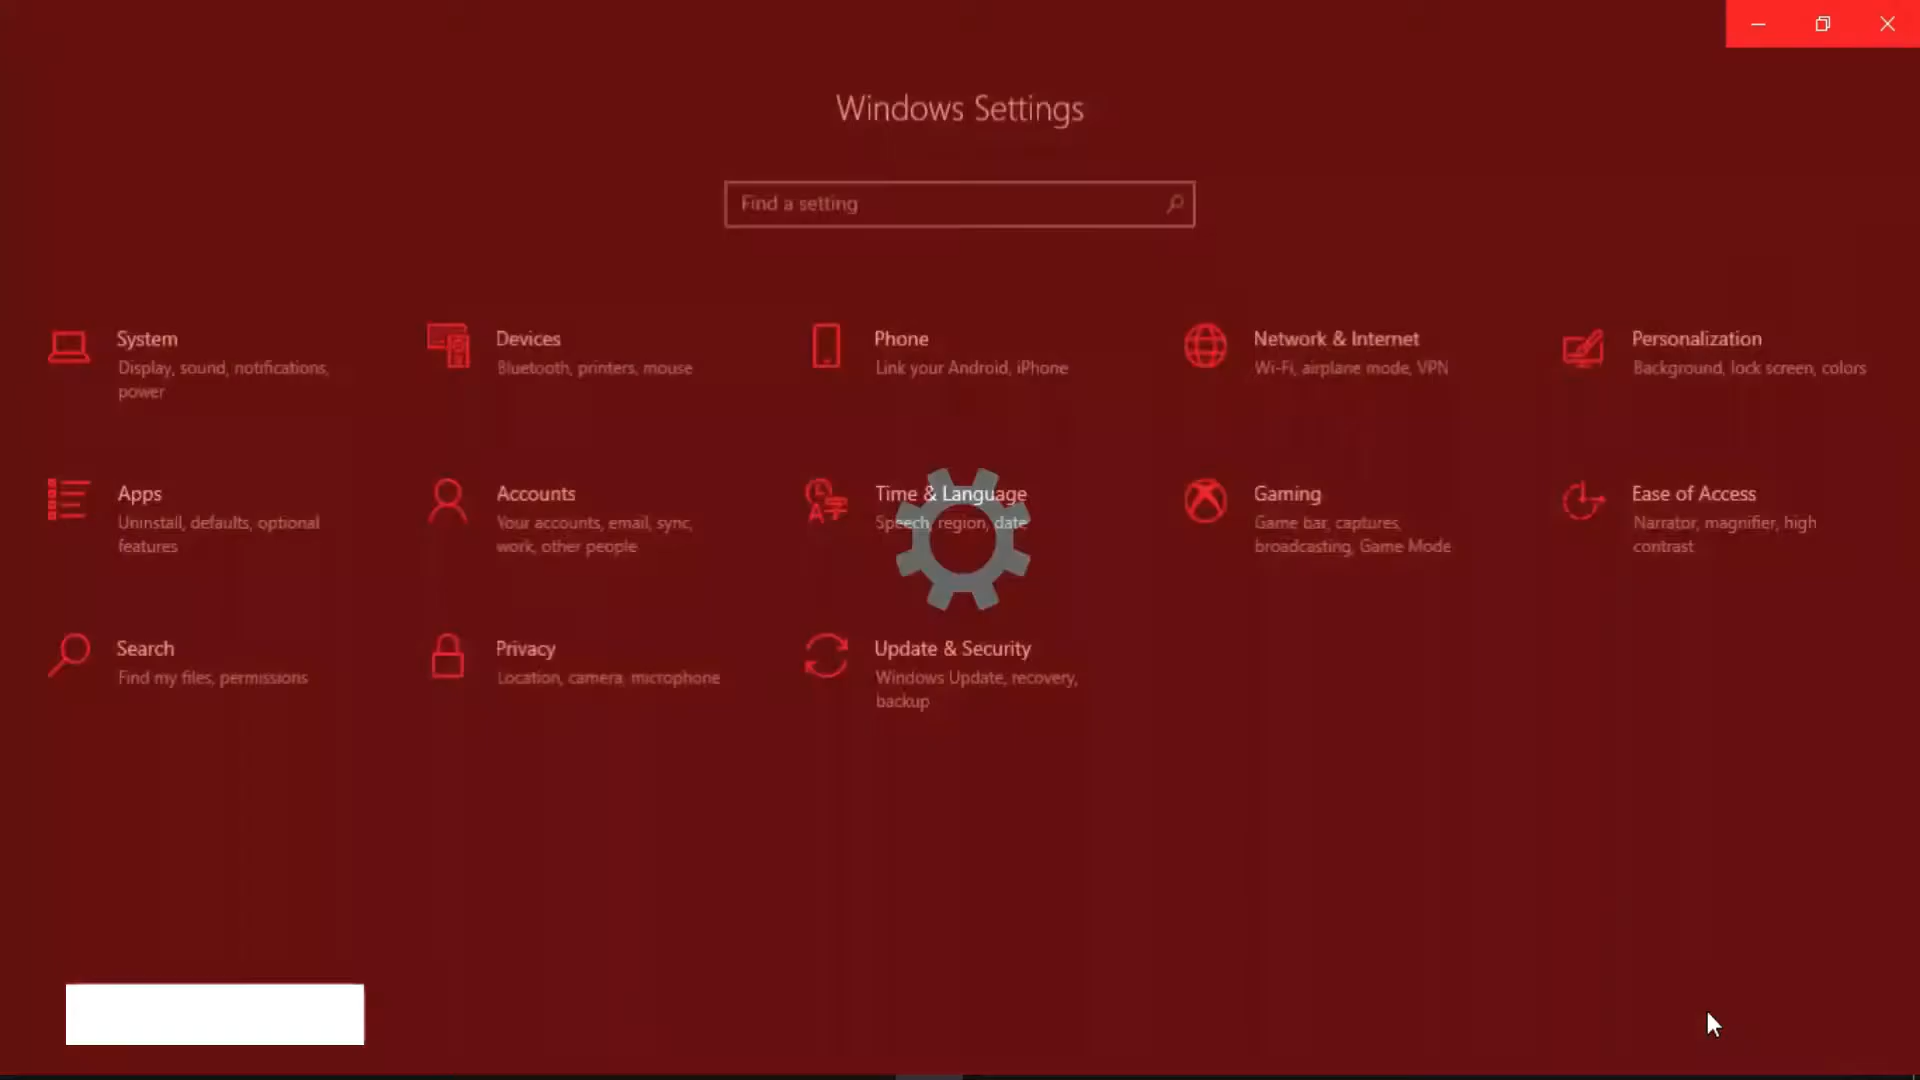 Windows Settings
Find a setting
System
Display, sound, notifications,
power
Devices
Bluetooth, printers, mouse
Phone
Link your Android, iPhone
Network & Internet
Wi-Fi, airplane mode, VPN
Personalization
Background, lock screen, colors
Apps
Uninstall, defaults, optional
features
Accounts
Your accounts, email, sync,
work, other people
Time & Language
Speech, region, date
Gaming
Game bar, captures,
broadcasting, Game Mode
Ease of Access
Narrator, magnifier, high
contrast
Search
Find my files, permissions
Privacy
Location, camera, microphone
Update & Security
Windows Update, recovery,
backup